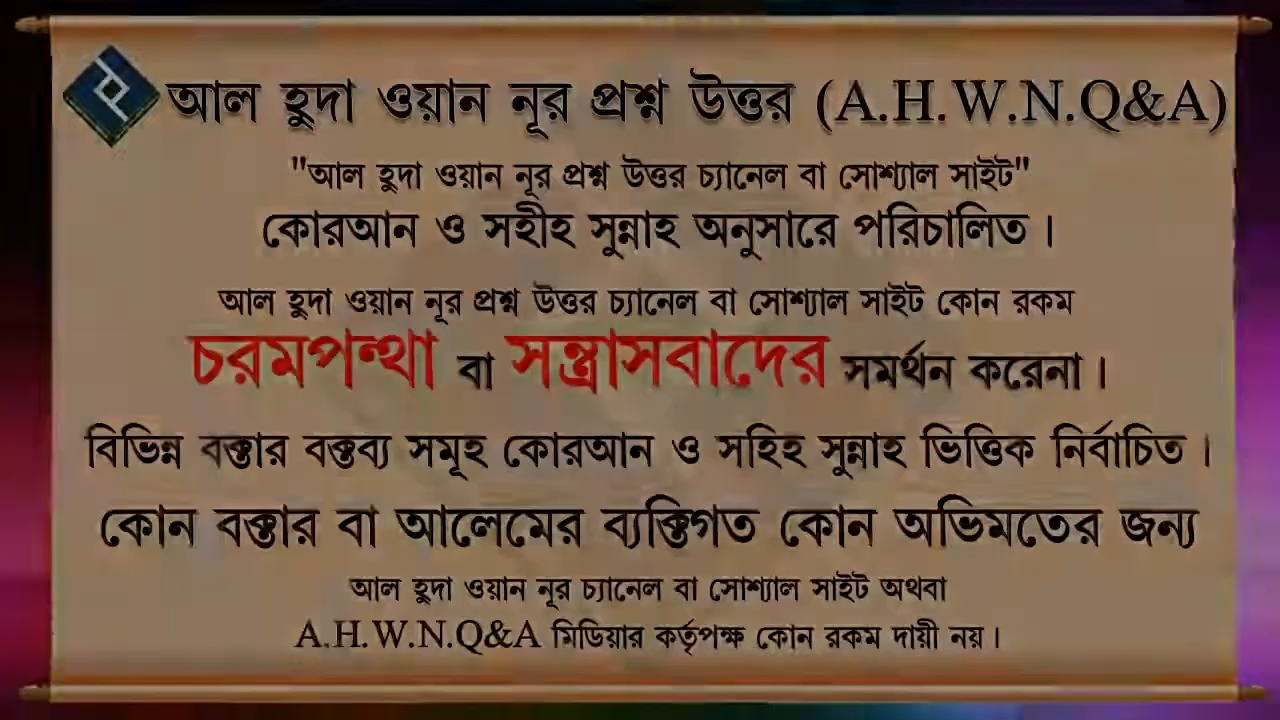 আল হুদা ওয়ান নূর প্রশ্ন উত্তর (A.H.W.N.Q&A)
"আল হুদা ওয়ান নূর প্রশ্ন উত্তর চ্যানেল বা সোশ্যাল সাইট"
কোরআন ও সহীহ সুন্নাহ অনুসারে পরিচালিত ।
আল হুদা ওয়ান নূর প্রশ্ন উত্তর চ্যানেল বা সোশ্যাল সাইট কোন রকম
চরমপন্থা বা সন্ত্রাসবাদের সমর্থন করেনা ।
বিভিন্ন বক্তার বক্তব্য সমূহ কোরআন ও সহিহ সুন্নাহ ভিত্তিক নির্বাচিত ।
কোন বক্তার বা আলেমের ব্যক্তিগত কোন অভিমতের জন্য
আল হুদা ওয়ান নূর চ্যানেল বা সোশ্যাল সাইট অথবা
A.H.W.N.Q&A মিডিয়ার কর্তৃপক্ষ কোন রকম দায়ী নয় ।